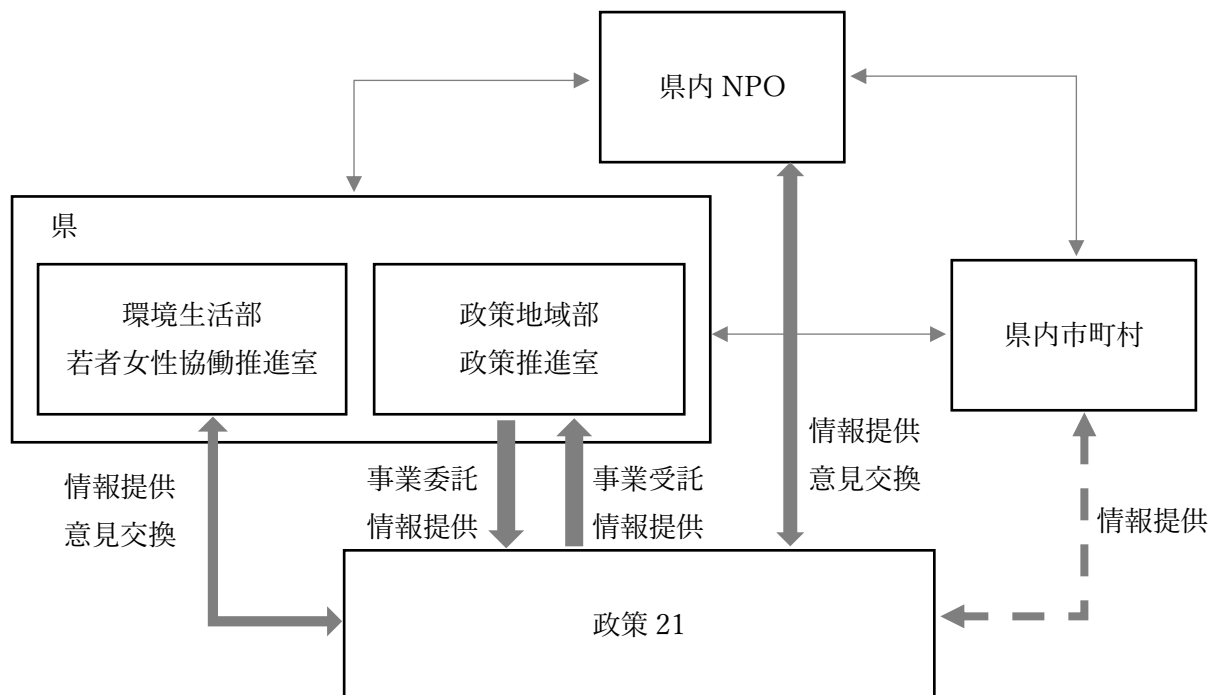 県内 NPO
県
環境生活部
若者女性協働推進室
政策地域部
政策推進室
県内市町村
情報提供
意見交換
事業委託
情報提供
事業受託
情報提供
情報提供
意見交換
情報提供
政策 21